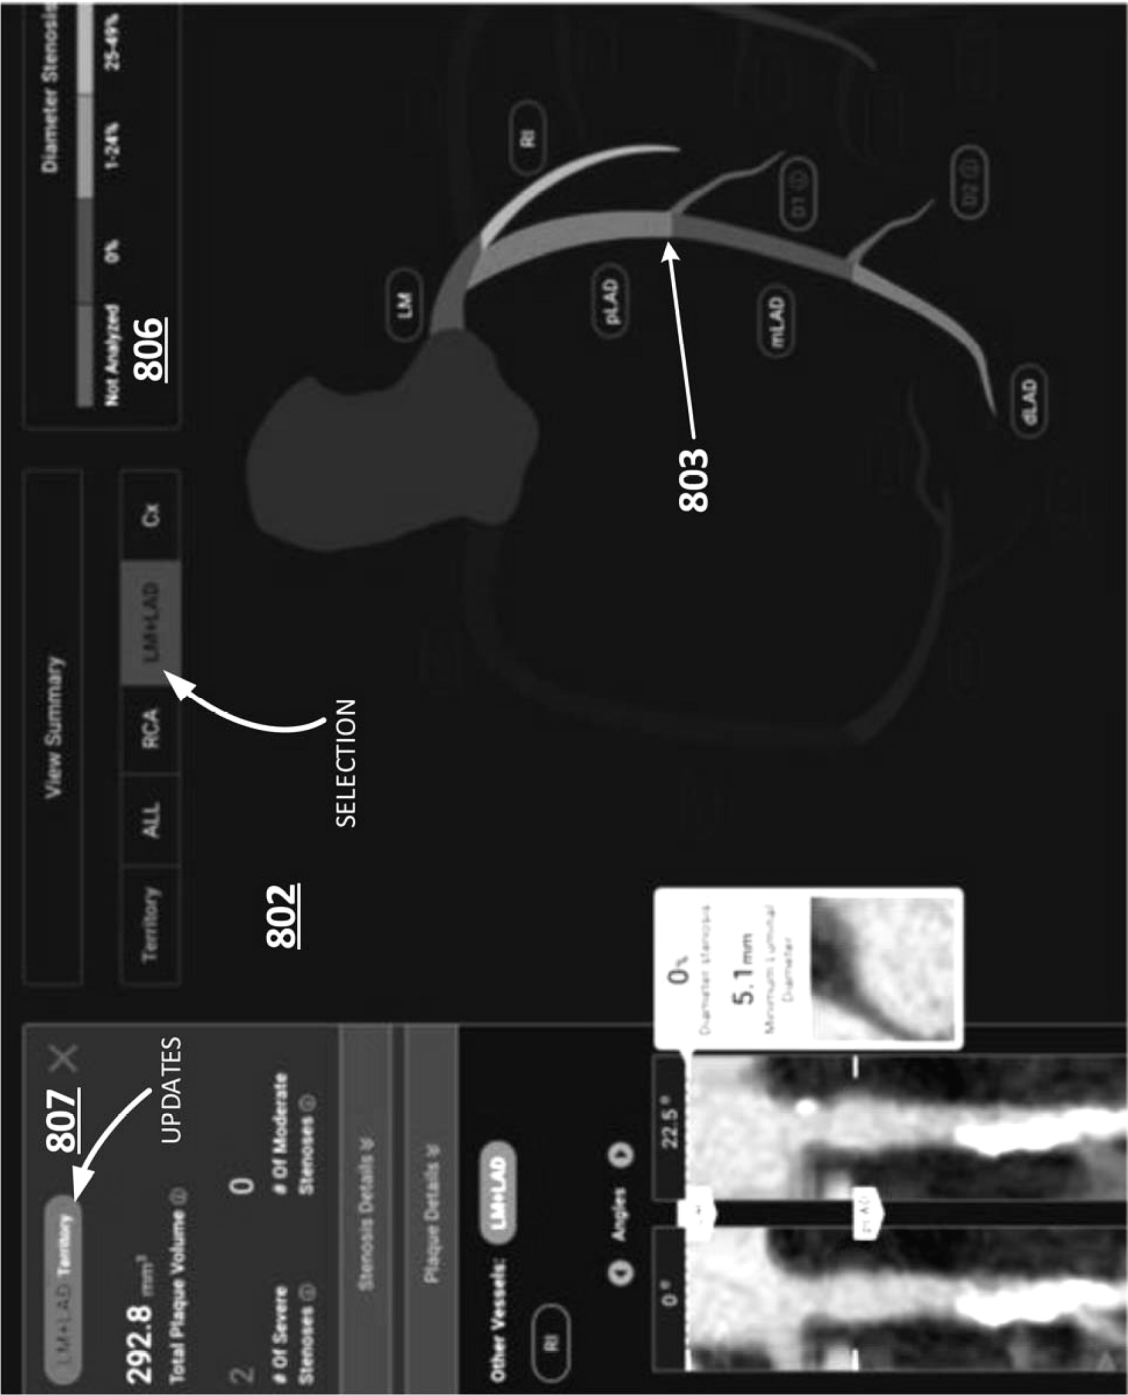 LM+LAD Territory
807
UPDATES
292.8 mm³
Total Plaque Volume
2
0
# Of Severe
Stenoses
# Of Moderate
Stenoses
Stenosis Details
Plaque Details
Other Vessels:
LM+LAD
RI
Angles
0°
22.5°
pLAD
0%
Diameter stenosis
5.1mm
Minimum Luminal
Diameter
View Summary
Territory
ALL
RCA
LM+LAD
Cx
SELECTION
802
Diameter Stenosis
Not Analyzed
0%
1-24%
25-49%
806
LM
RI
pLAD
D1
mLAD
D2
dLAD
803